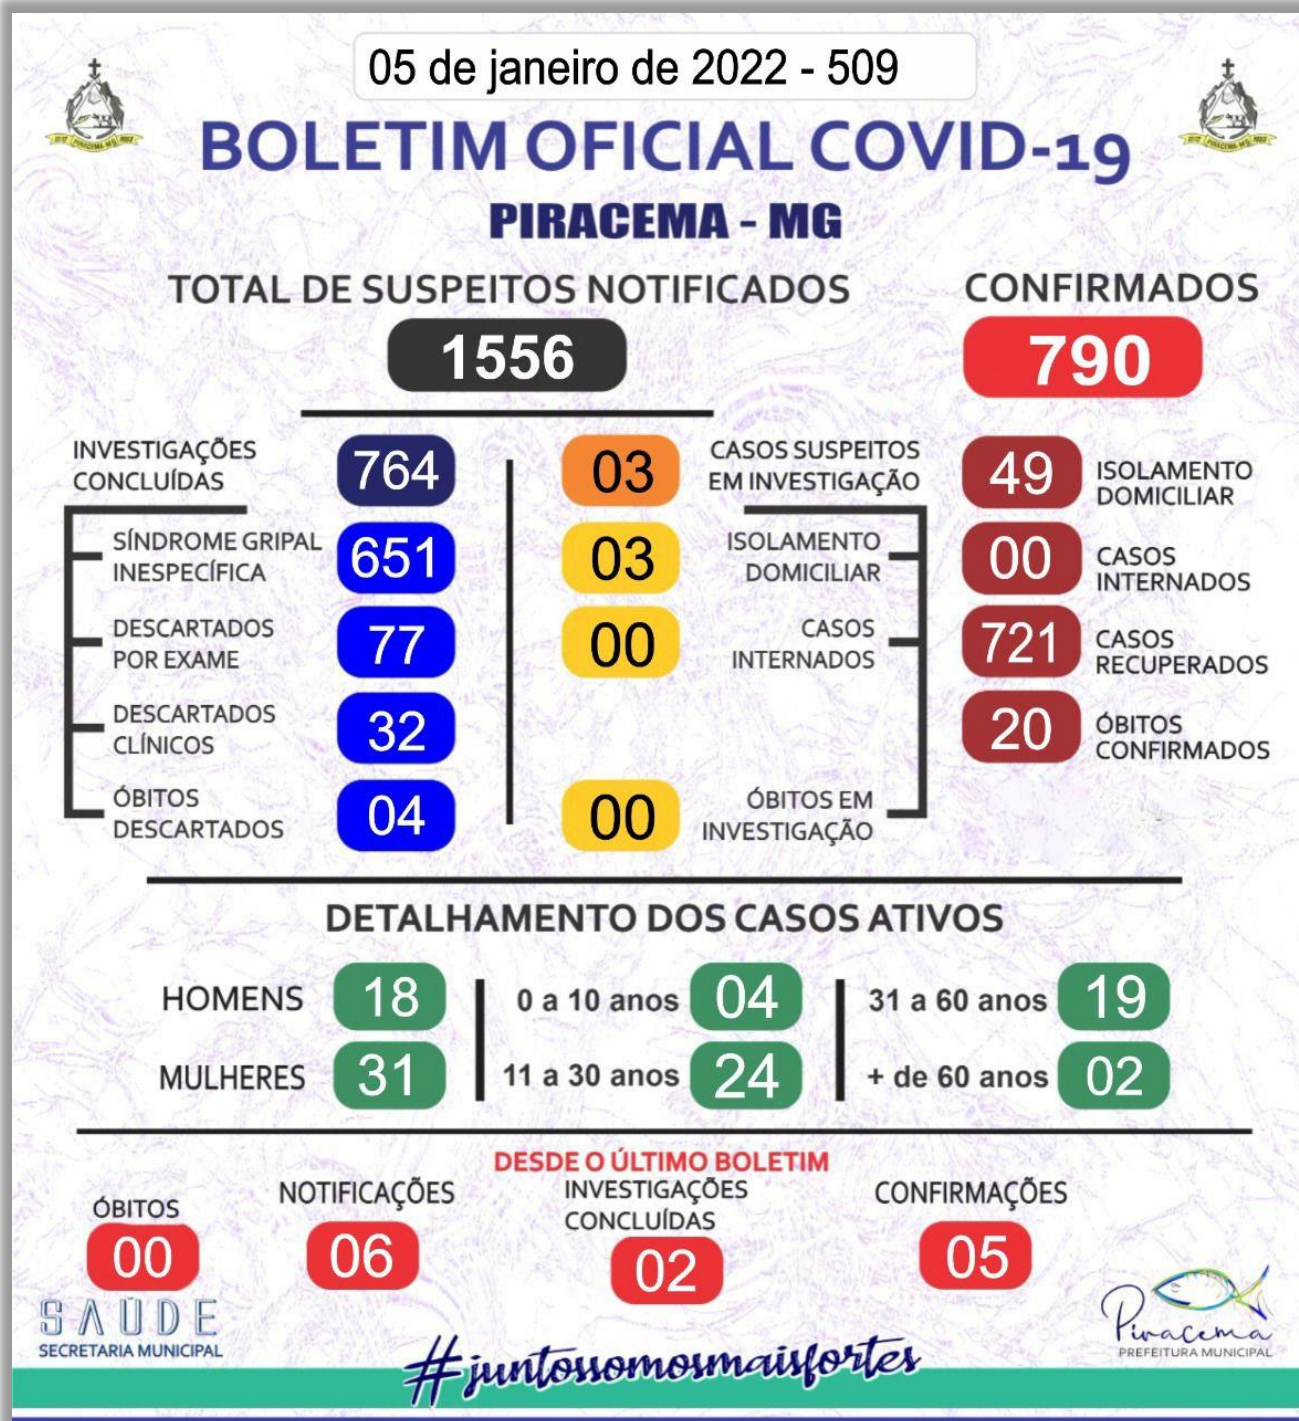 05 de janeiro de 2022 - 509
BOLETIM OFICIAL COVID-19
PIRACEMA - MG
TOTAL DE SUSPEITOS NOTIFICADOS
1556
CONFIRMADOS
790
INVESTIGAÇÕES
CONCLUÍDAS
764
SÍNDROME GRIPAL
INESPECÍFICA
651
DESCARTADOS
POR EXAME
77
DESCARTADOS
CLÍNICOS
32
ÓBITOS
DESCARTADOS
04
03
CASOS SUSPEITOS
EM INVESTIGAÇÃO
03
ISOLAMENTO
DOMICILIAR
00
CASOS
INTERNADOS
00
ÓBITOS EM
INVESTIGAÇÃO
49
ISOLAMENTO
DOMICILIAR
00
CASOS
INTERNADOS
721
CASOS
RECUPERADOS
20
ÓBITOS
CONFIRMADOS
DETALHAMENTO DOS CASOS ATIVOS
HOMENS 18
MULHERES 31
0 a 10 anos 04
11 a 30 anos 24
31 a 60 anos 19
+ de 60 anos 02
DESDE O ÚLTIMO BOLETIM
ÓBITOS
00
NOTIFICAÇÕES
06
INVESTIGAÇÕES
CONCLUÍDAS
02
CONFIRMAÇÕES
05
SAÚDE
SECRETARIA MUNICIPAL
#juntossomosmaisfortes
Piracema
PREFEITURA MUNICIPAL